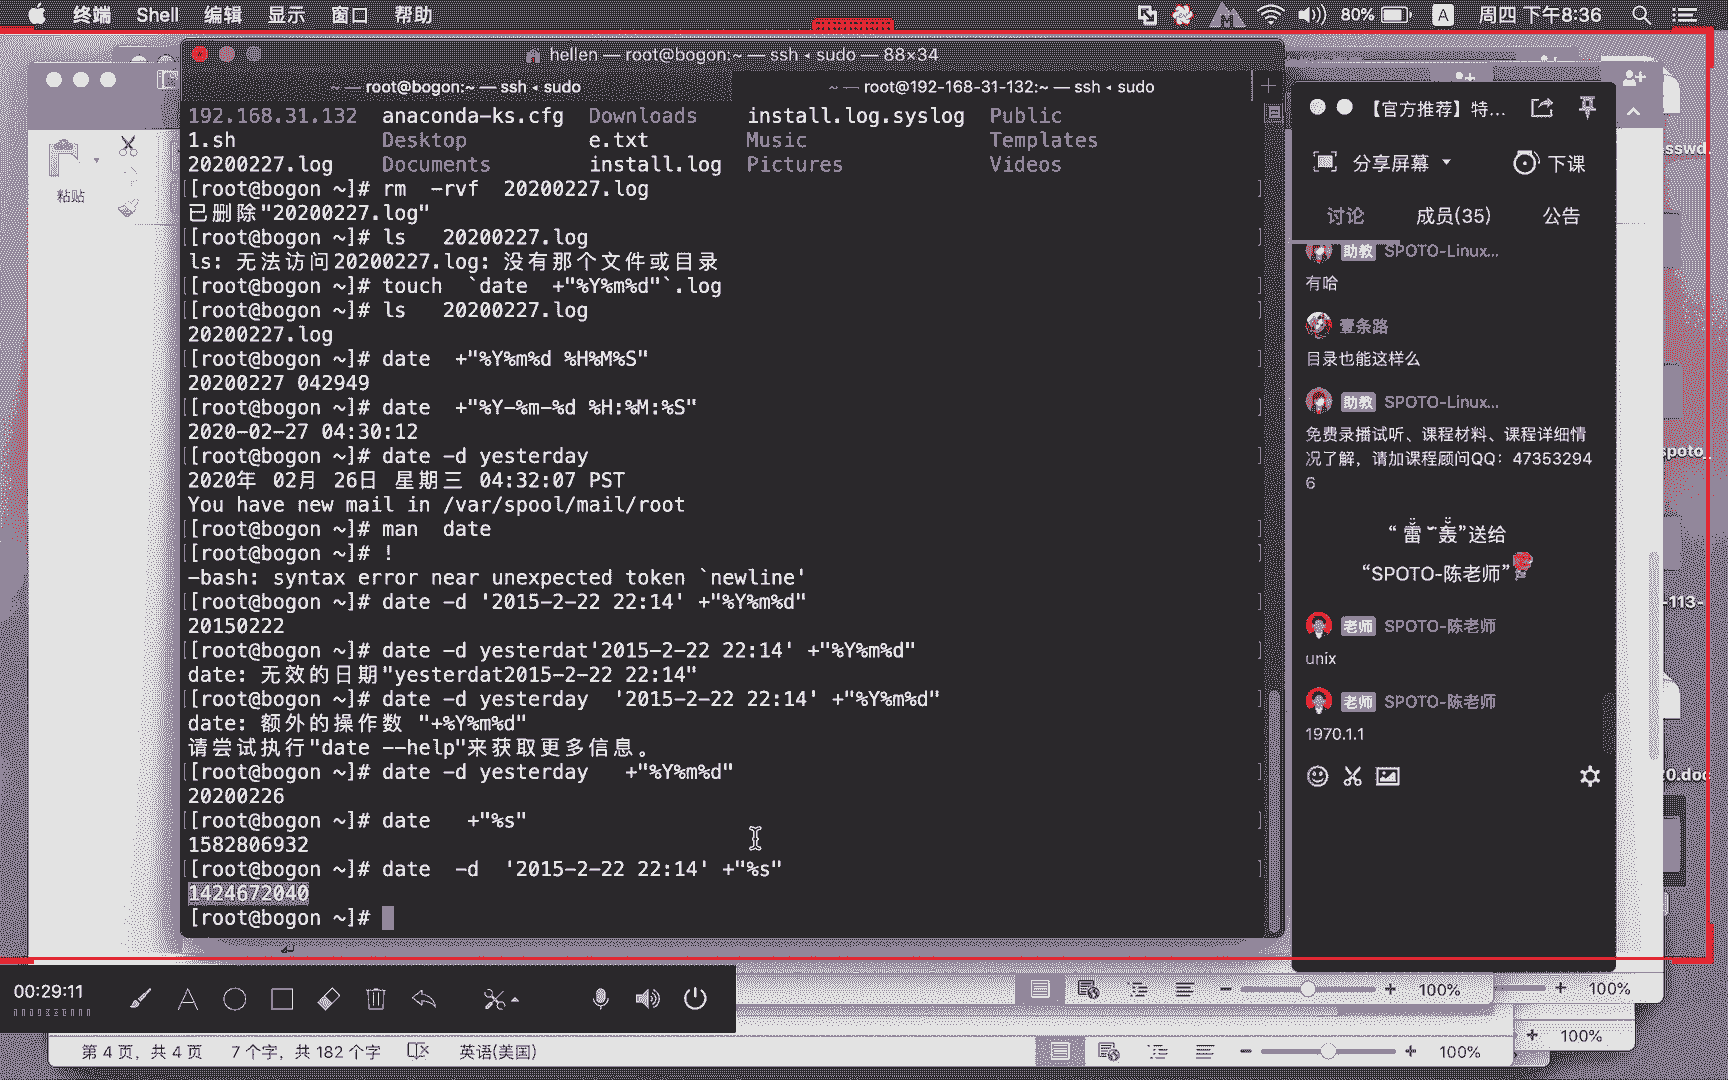 终端 Shell 编辑 显示 窗口 帮助
80% A 周四 下午8:36
hellen — root@bogon:~ — ssh ◂ sudo — 88×34
~ — root@bogon:~ — ssh ◂ sudo
~ — root@192-168-31-132:~ — ssh ◂ sudo
粘贴
192.168.31.132 anaconda-ks.cfg Downloads install.log.syslog Public
1.sh Desktop e.txt Music Templates
20200227.log Documents install.log Pictures Videos
[root@bogon ~]# rm  -rvf  20200227.log
已删除"20200227.log"
[root@bogon ~]# ls   20200227.log
ls: 无法访问20200227.log: 没有那个文件或目录
[root@bogon ~]# touch  `date  +"%Y%m%d"`.log
[root@bogon ~]# ls   20200227.log
20200227.log
[root@bogon ~]# date  +"%Y%m%d %H%M%S"
20200227 042949
[root@bogon ~]# date  +"%Y-%m-%d %H:%M:%S"
2020-02-27 04:30:12
[root@bogon ~]# date -d yesterday
2020年 02月 26日 星期三 04:32:07 PST
You have new mail in /var/spool/mail/root
[root@bogon ~]# man  date
[root@bogon ~]# !
-bash: syntax error near unexpected token `newline'
[root@bogon ~]# date -d '2015-2-22 22:14' +"%Y%m%d"
20150222
[root@bogon ~]# date -d yesterdat'2015-2-22 22:14' +"%Y%m%d"
date: 无效的日期"yesterdat2015-2-22 22:14"
[root@bogon ~]# date -d yesterday  '2015-2-22 22:14' +"%Y%m%d"
date: 额外的操作数 "+%Y%m%d"
请尝试执行"date --help"来获取更多信息。
[root@bogon ~]# date -d yesterday   +"%Y%m%d"
20200226
[root@bogon ~]# date   +"%s"
1582806932
[root@bogon ~]# date  -d  '2015-2-22 22:14' +"%s"
1424672040
[root@bogon ~]#
【官方推荐】特...
分享屏幕 下课
讨论 成员(35) 公告
助教 SPOTO-Linux...
有哈
壹条路
目录也能这样么
助教 SPOTO-Linux...
免费录播试听、课程材料、课程详细情
况了解，请加课程顾问QQ：47353294
6
“SPOTO-陈老师”
老师 SPOTO-陈老师
unix
老师 SPOTO-陈老师
1970.1.1
sswd
spoto_
-113-
0.doc
00:29:11
100% 100%
100%
第 4 页，共 4 页 7 个字，共 182 个字 英语(美国) 100%